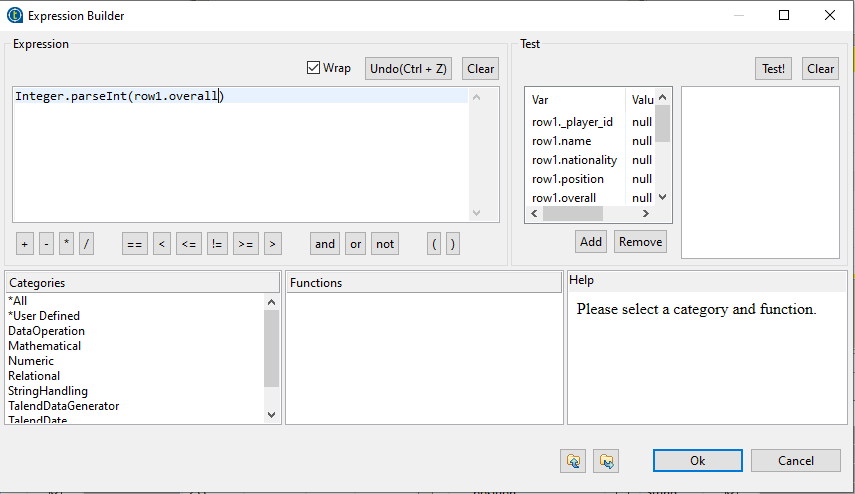 Expression Builder
Expression
Wrap
Undo(Ctrl + Z)
Clear
Integer.parseInt(row1.overall)
+ - * / == < <= != >= > and or not ( )
Test
Test!
Clear
Var Valu
row1._player_id null
row1.name null
row1.nationality null
row1.position null
row1.overall null
Add
Remove
Categories
*All
*User Defined
DataOperation
Mathematical
Numeric
Relational
StringHandling
TalendDataGenerator
TalendDate
Functions
Help
Please select a category and function.
Ok
Cancel